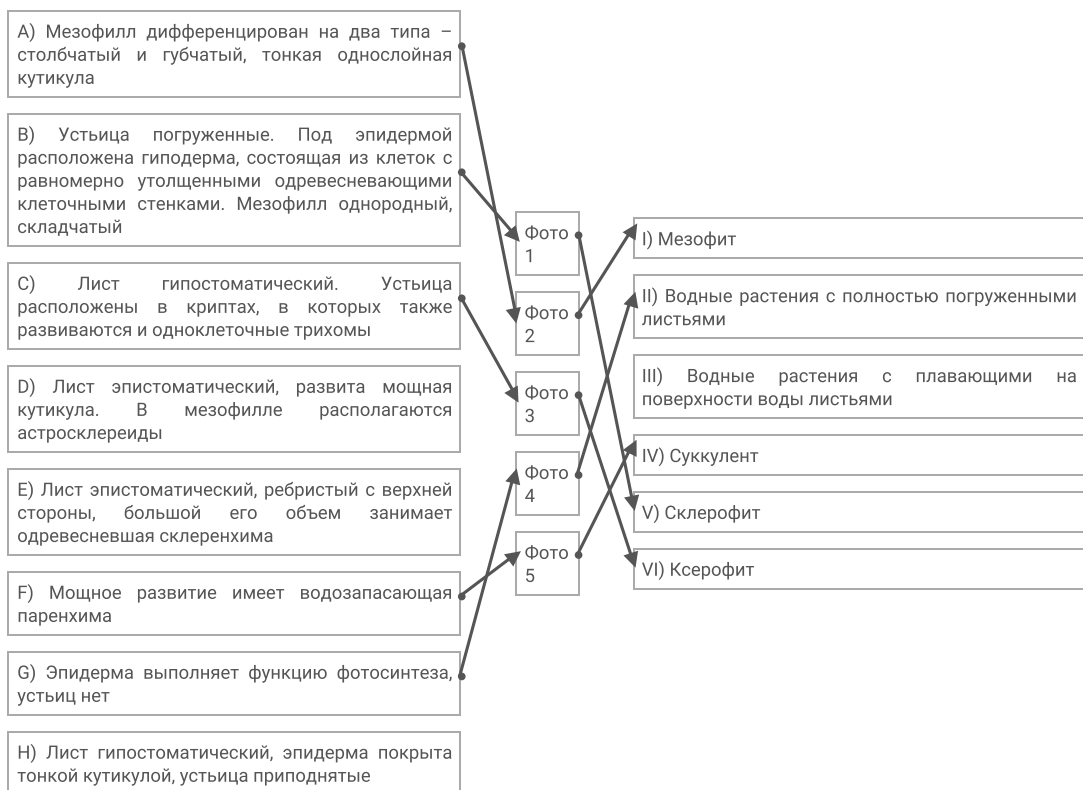 A) Мезофилл дифференцирован на два типа –
столбчатый и губчатый, тонкая однослойная
кутикула
B) Устьица погруженные. Под эпидермой
расположена гиподерма, состоящая из клеток с
равномерно утолщенными одревесневающими
клеточными стенками. Мезофилл однородный,
складчатый
C) Лист гипостоматический. Устьица
расположены в криптах, в которых также
развиваются и одноклеточные трихомы
D) Лист эпистоматический, развита мощная
кутикула. В мезофилле располагаются
астросклереиды
E) Лист эпистоматический, ребристый с верхней
стороны, большой его объем занимает
одревесневшая склеренхима
F) Мощное развитие имеет водозапасающая
паренхима
G) Эпидерма выполняет функцию фотосинтеза,
устьиц нет
H) Лист гипостоматический, эпидерма покрыта
тонкой кутикулой, устьица приподнятые
Фото
1
Фото
2
Фото
3
Фото
4
Фото
5
I) Мезофит
II) Водные растения с полностью погруженными
листьями
III) Водные растения с плавающими на
поверхности воды листьями
IV) Суккулент
V) Склерофит
VI) Ксерофит